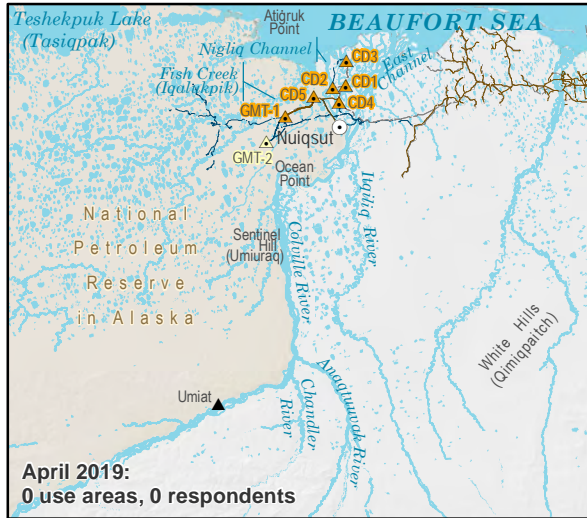 Teshekpuk Lake
(Tasiqpak)
Atiġruk
Point
BEAUFORT SEA
Nigliq Channel
East
Channel
CD3
Fish Creek
(Iqalukpik)
CD2
CD1
CD5
CD4
GMT-1
Nuiqsut
GMT-2
Ocean
Point
Itqiliq River
National
Petroleum
Reserve
in Alaska
Sentinel
Hill
(Umiuraq)
Colville River
White Hills
(Qimiqpaitch)
Umiat
Chandler
River
Anaqtuuvak River
April 2019:
0 use areas, 0 respondents